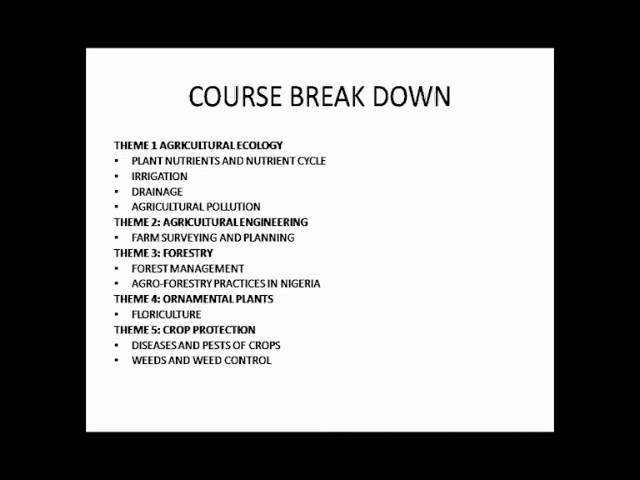 COURSE BREAK DOWN
THEME 1 AGRICULTURAL ECOLOGY
• PLANT NUTRIENTS AND NUTRIENT CYCLE
• IRRIGATION
• DRAINAGE
• AGRICULTURAL POLLUTION
THEME 2: AGRICULTURAL ENGINEERING
• FARM SURVEYING AND PLANNING
THEME 3: FORESTRY
• FOREST MANAGEMENT
• AGRO-FORESTRY PRACTICES IN NIGERIA
THEME 4: ORNAMENTAL PLANTS
• FLORICULTURE
THEME 5: CROP PROTECTION
• DISEASES AND PESTS OF CROPS
• WEEDS AND WEED CONTROL